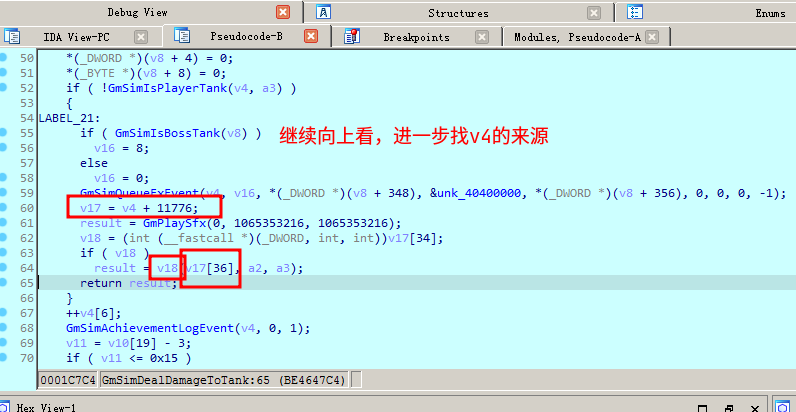 Debug View
Structures
Enums
IDA View-PC
Pseudocode-B
Breakpoints
Modules, Pseudocode-A
50 *(_DWORD *)(v8 + 4) = 0;
51 *(_BYTE *)(v8 + 8) = 0;
52 if ( !GmSimIsPlayerTank(v4, a3) )
53 {
54 LABEL_21:
55 if ( GmSimIsBossTank(v8) )
继续向上看，进一步找v4的来源
56 v16 = 8;
57 else
58 v16 = 0;
59 GmSimQueueFxEvent(v4, v16, *(_DWORD *)(v8 + 348), &unk_40400000, *(_DWORD *)(v8 + 356), 0, 0, 0, -1);
60 v17 = v4 + 11776;
61 result = GmPlaySfx(0, 1065353216, 1065353216);
62 v18 = (int (__fastcall *)(_DWORD, int, int))v17[34];
63 if ( v18 )
64 result = v18(v17[36], a2, a3);
65 return result;
66 }
67 ++v4[6];
68 GmSimAchievementLogEvent(v4, 0, 1);
69 v11 = v10[19] - 3;
70 if ( v11 <= 0x15 )
0001C7C4 GmSimDealDamageToTank:65 (BE4647C4)
Hex View-1